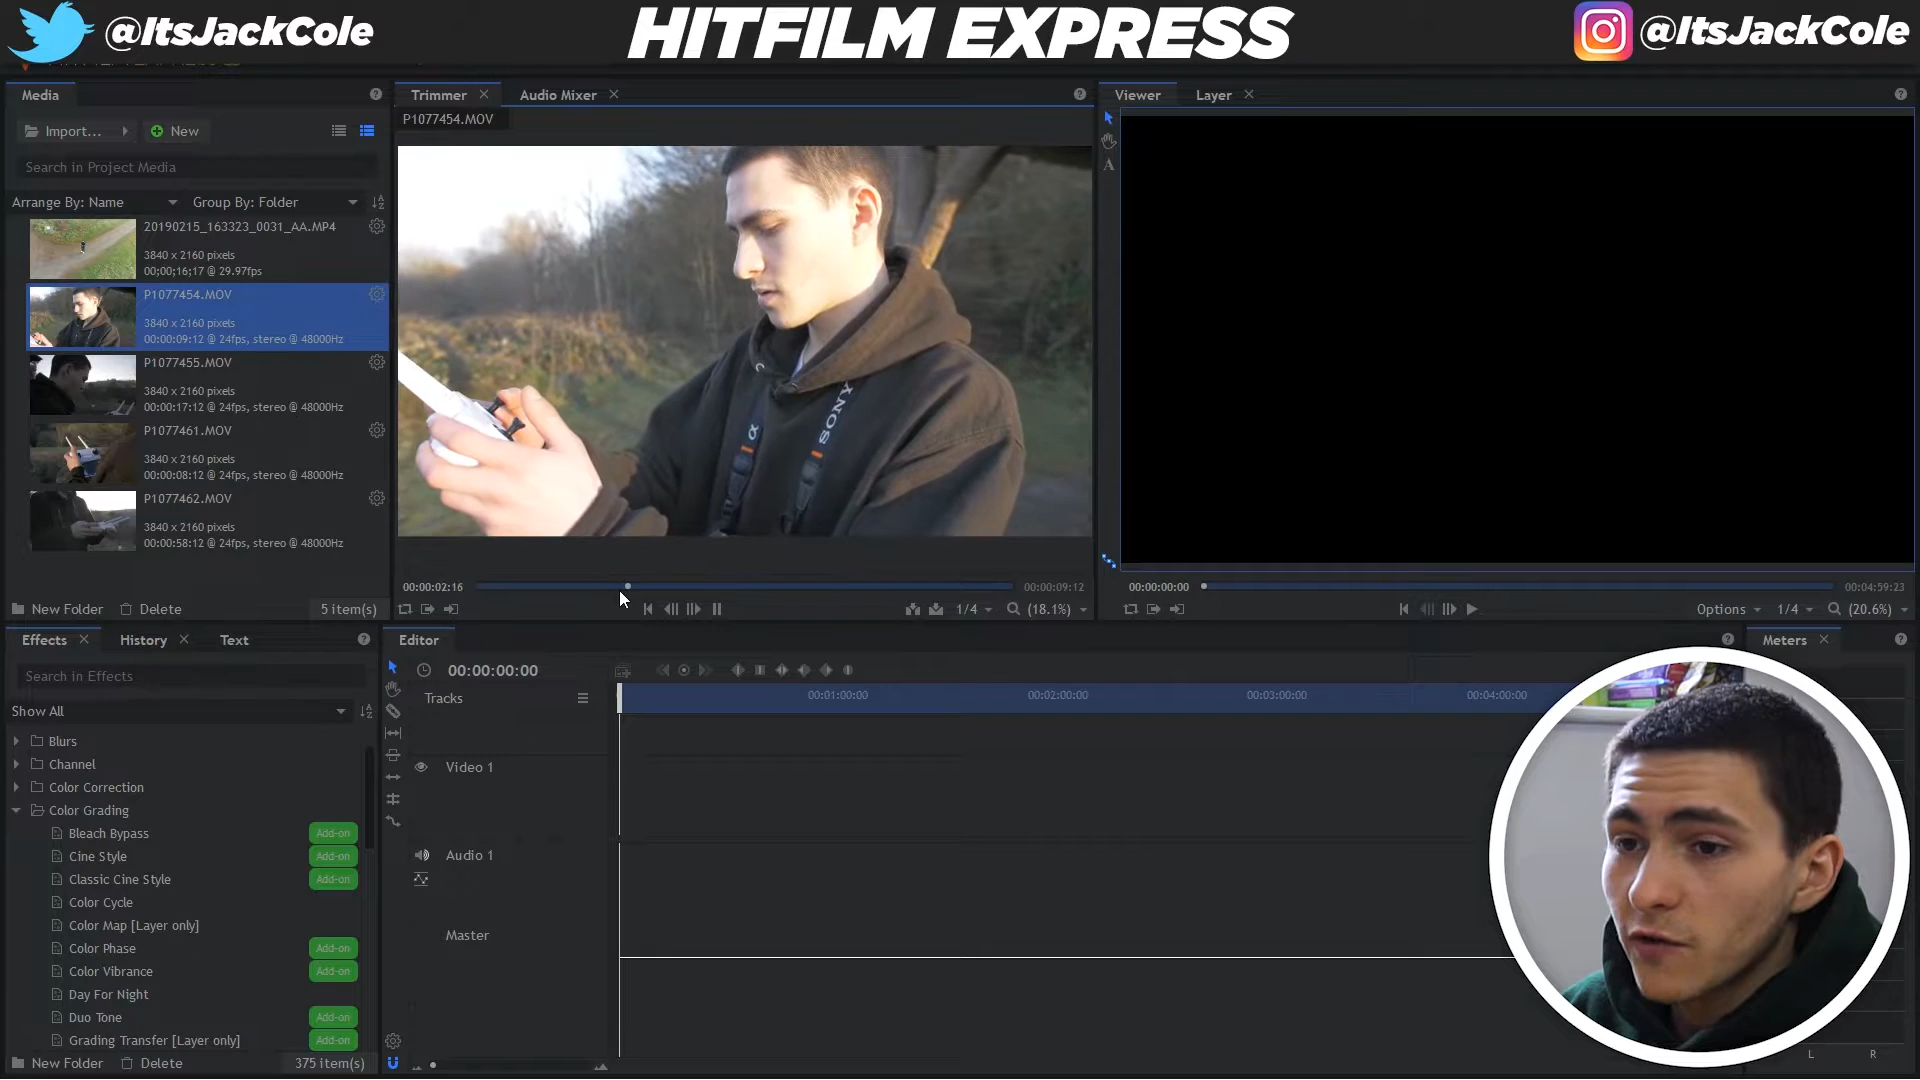 @ItsJackCole
HITFILM EXPRESS
@ItsJackCole
Media
Import...
New
Search in Project Media
Arrange By: Name
Group By: Folder
20190215_163323_0031_AA.MP4
3840 x 2160 pixels
00;00;16;17 @ 29.97fps
P1077454.MOV
3840 x 2160 pixels
00:00:09:12 @ 24fps, stereo @ 48000Hz
P1077455.MOV
3840 x 2160 pixels
00:00:17:12 @ 24fps, stereo @ 48000Hz
P1077461.MOV
3840 x 2160 pixels
00:00:08:12 @ 24fps, stereo @ 48000Hz
P1077462.MOV
3840 x 2160 pixels
00:00:58:12 @ 24fps, stereo @ 48000Hz
New Folder
Delete
5 item(s)
Trimmer
Audio Mixer
P1077454.MOV
α
SONY
00:00:02:16
00:00:09:12
1/4
(18.1%)
Viewer
Layer
A
00:00:00:00
00:04:59:23
Options
1/4
(20.6%)
Effects
History
Text
Search in Effects
Show All
Blurs
Channel
Color Correction
Color Grading
Bleach Bypass Add-on
Cine Style Add-on
Classic Cine Style Add-on
Color Cycle
Color Map [Layer only]
Color Phase Add-on
Color Vibrance Add-on
Day For Night
Duo Tone Add-on
Grading Transfer [Layer only] Add-on
New Folder
Delete
375 item(s)
Editor
00:00:00:00
Tracks
00:01:00:00
00:02:00:00
00:03:00:00
00:04:00:00
Video 1
Audio 1
Master
Meters
L
R